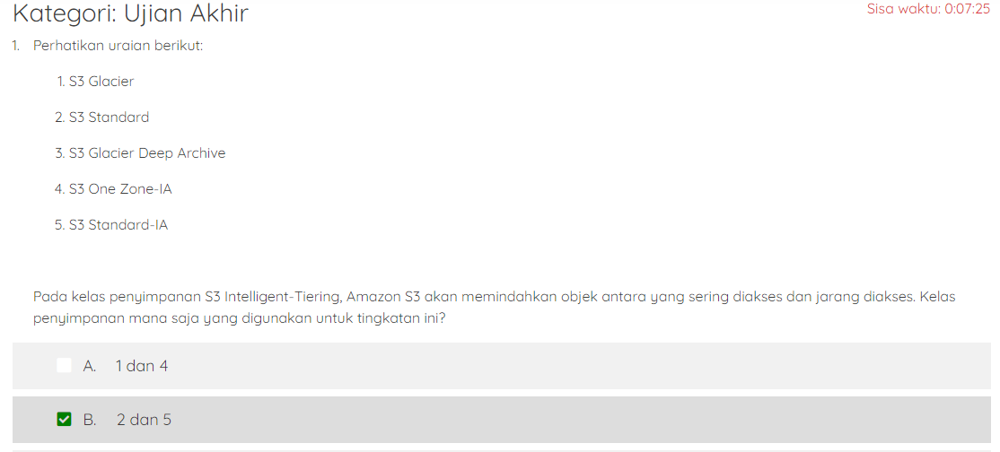 Kategori: Ujian Akhir
Sisa waktu: 0:07:25
1. Perhatikan uraian berikut:
1. S3 Glacier
2. S3 Standard
3. S3 Glacier Deep Archive
4. S3 One Zone-IA
5. S3 Standard-IA
Pada kelas penyimpanan S3 Intelligent-Tiering, Amazon S3 akan memindahkan objek antara yang sering diakses dan jarang diakses. Kelas
penyimpanan mana saja yang digunakan untuk tingkatan ini?
A. 1 dan 4
B. 2 dan 5